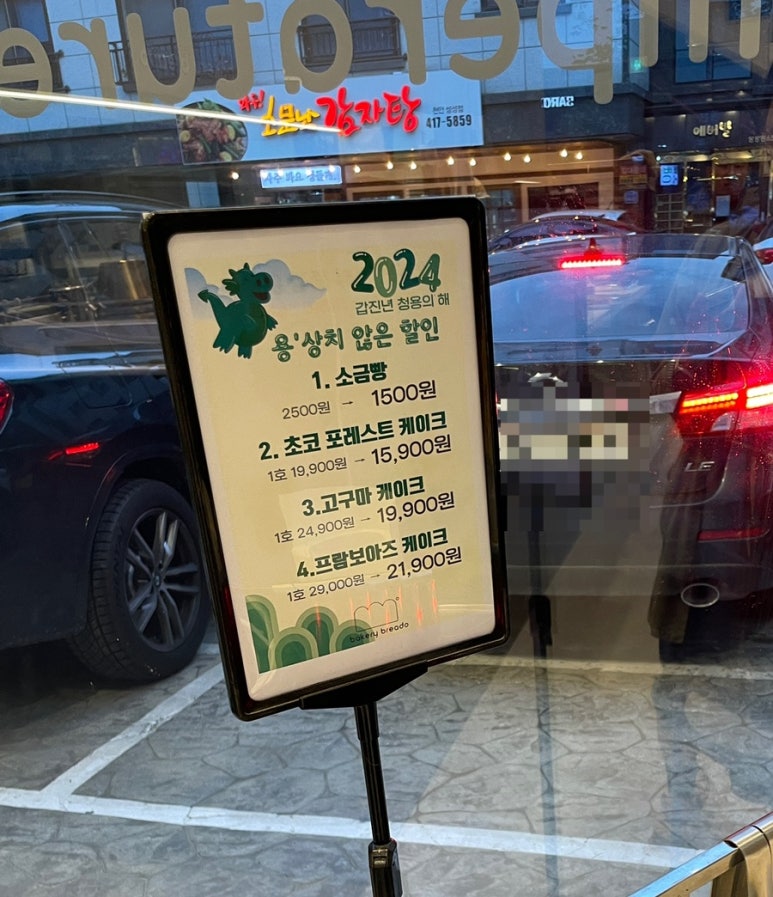 perature
소문난 감자탕
417-5859
2024
갑진년 청용의 해
용'상치 않은 할인
1. 소금빵
2500원 → 1500원
2. 초코 포레스트 케이크
1호 19,900원 → 15,900원
3.고구마 케이크
1호 24,900원 → 19,900원
4.프람보아즈 케이크
1호 29,000원 → 21,900원
bakery breado